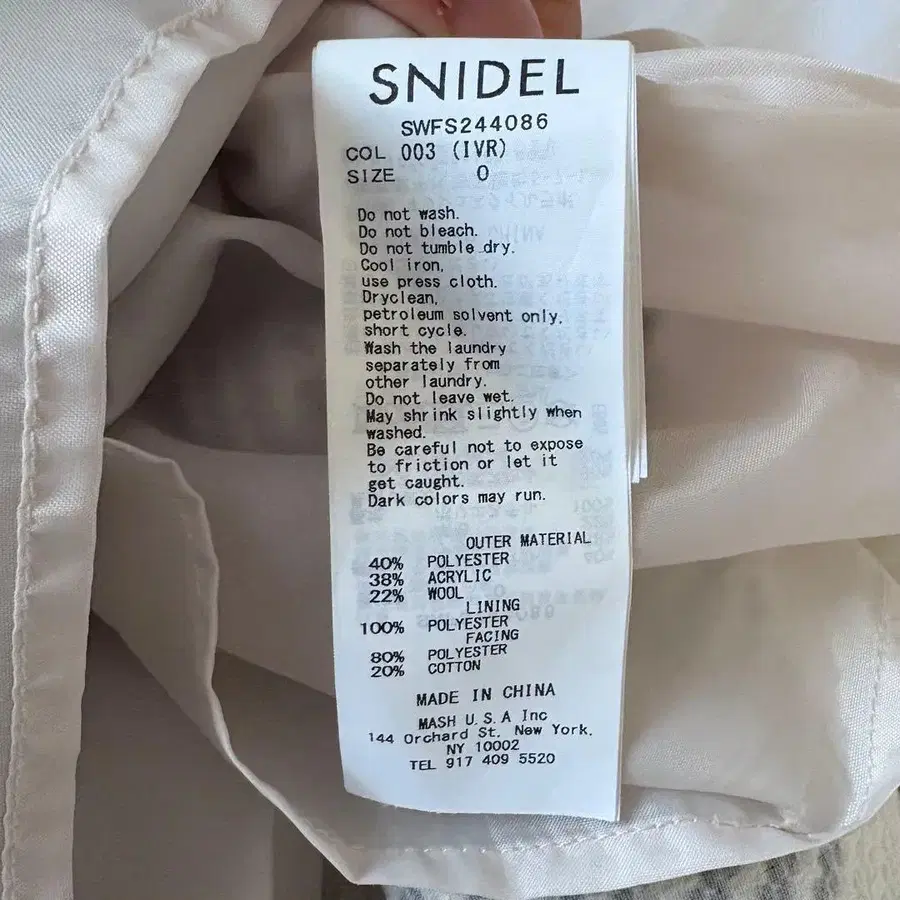 SNIDEL
SWFS244086
COL 003 (IVR)
SIZE 0
Do not wash.
Do not bleach.
Do not tumble dry.
Cool iron,
use press cloth.
Dryclean,
petroleum solvent only,
short cycle.
Wash the laundry
separately from
other laundry.
Do not leave wet.
May shrink slightly when
washed.
Be careful not to expose
to friction or let it
get caught.
Dark colors may run.
OUTER MATERIAL
40% POLYESTER
38% ACRYLIC
22% WOOL
LINING
100% POLYESTER
FACING
80% POLYESTER
20% COTTON
MADE IN CHINA
MASH U.S.A Inc
144 Orchard St, New York,
NY 10002
TEL 917 409 5520